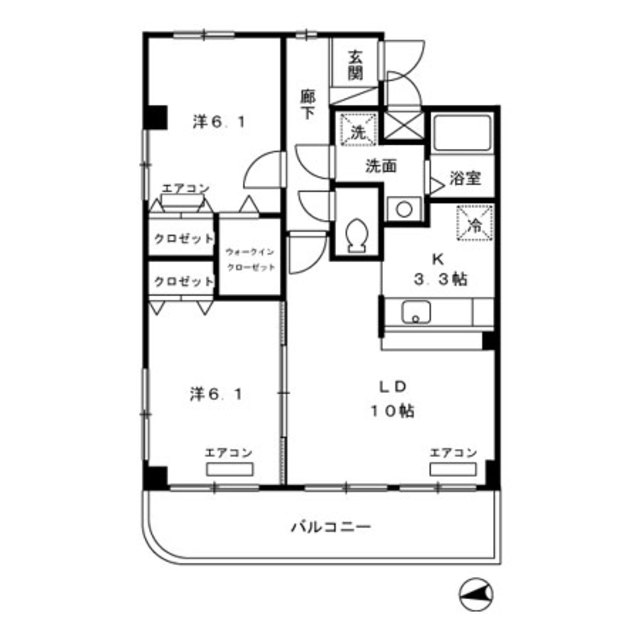 玄関
廊下
洋6.1
洗
洗面
浴室
エアコン
冷
クロゼット
ウォークイン
クローゼット
K
3.3帖
クロゼット
洋6.1
LD
10帖
エアコン
エアコン
バルコニー